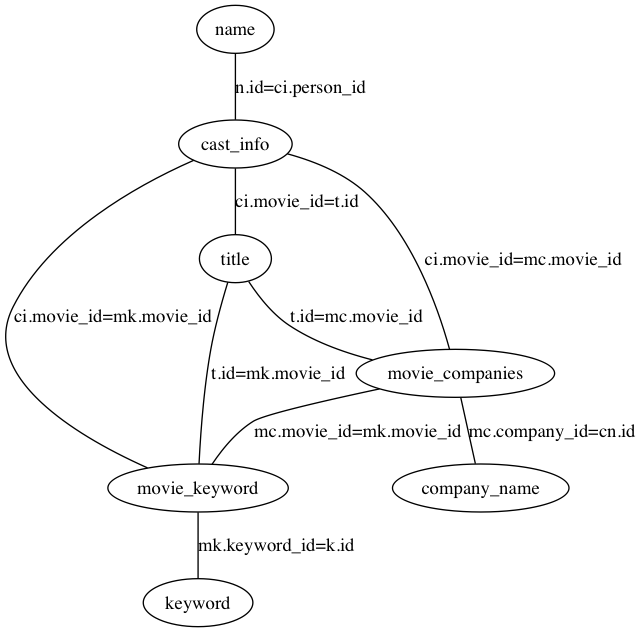 name
n.id=ci.person_id
cast_info
ci.movie_id=t.id
title
ci.movie_id=mc.movie_id
ci.movie_id=mk.movie_id
t.id=mc.movie_id
t.id=mk.movie_id
movie_companies
mc.movie_id=mk.movie_id
mc.company_id=cn.id
movie_keyword
company_name
mk.keyword_id=k.id
keyword